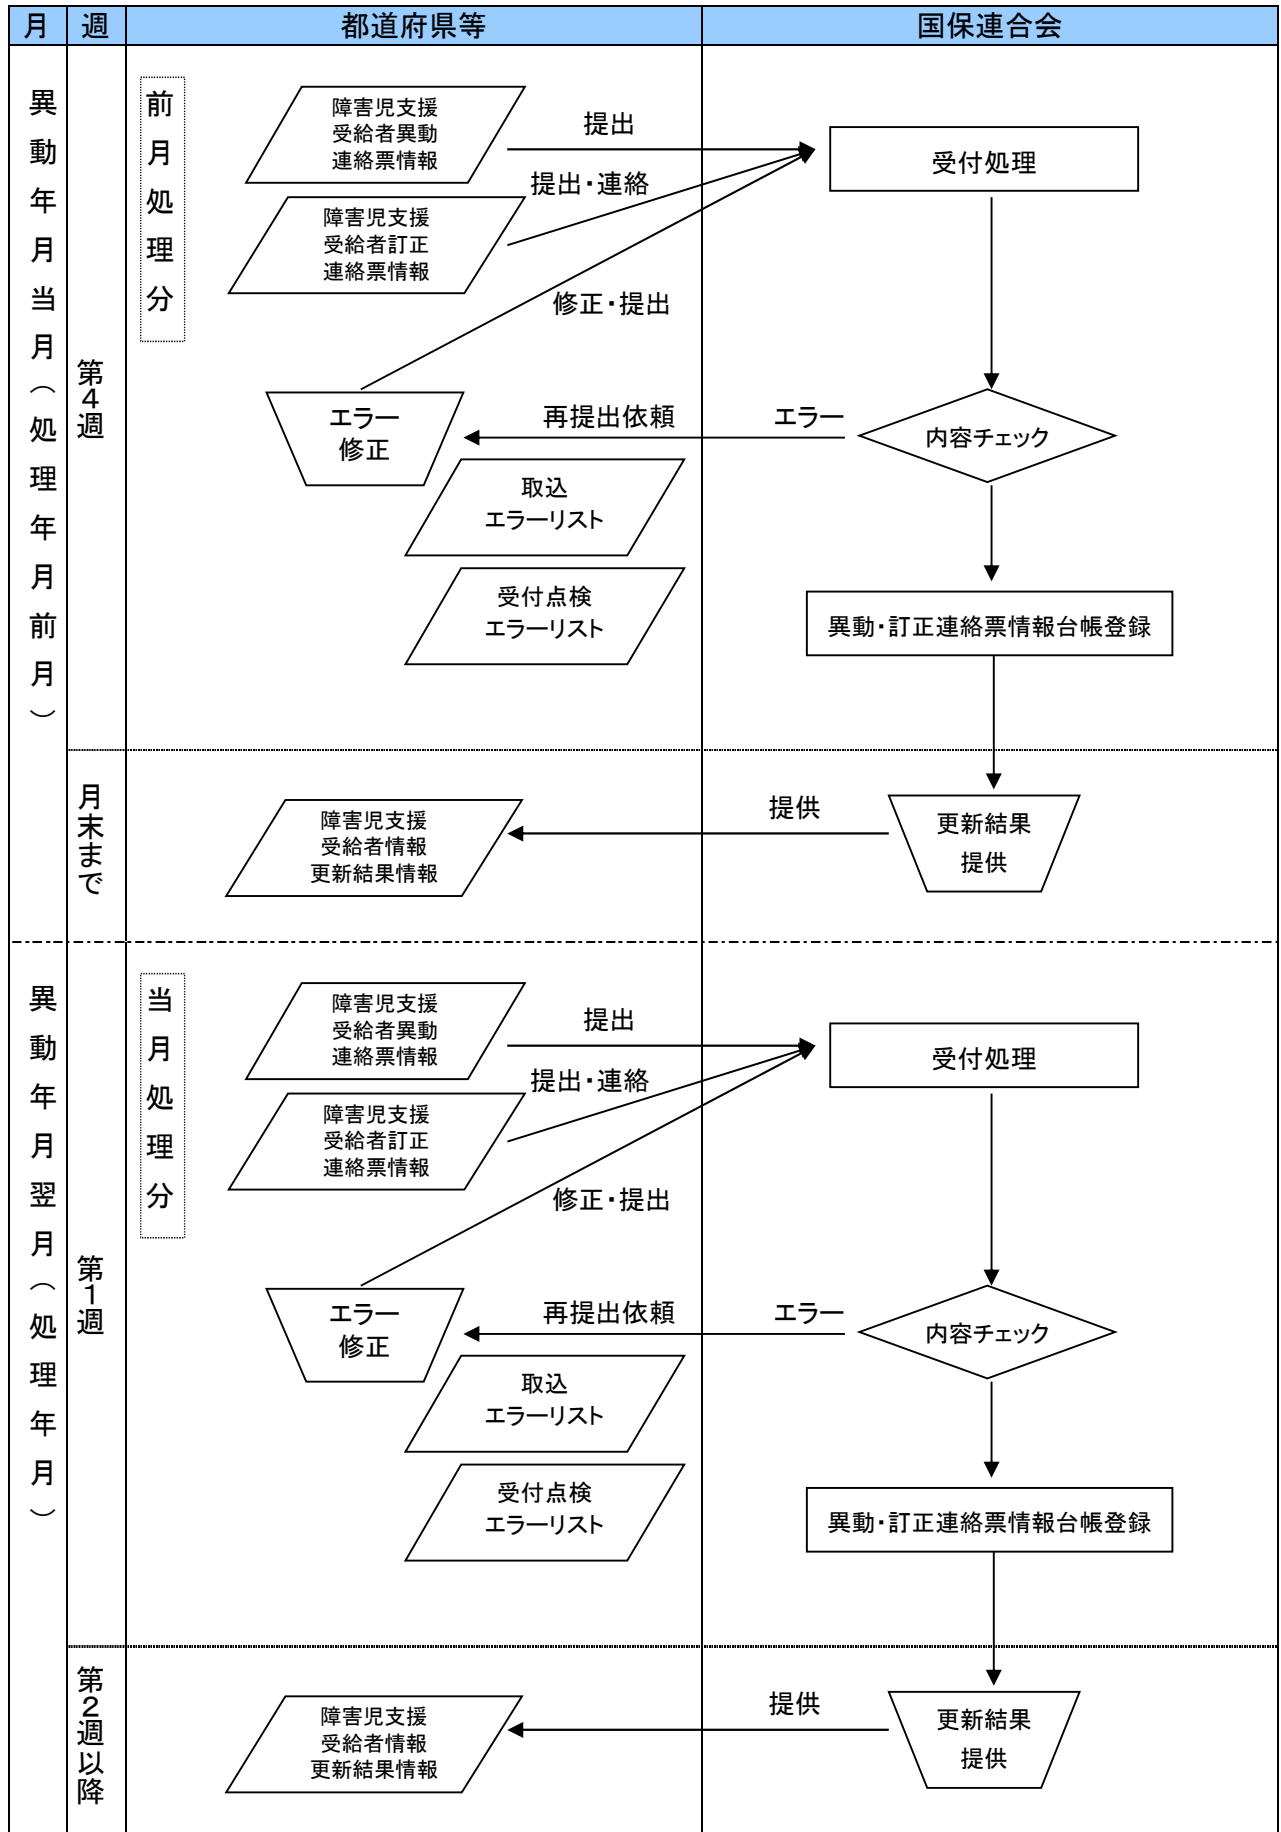 月
週
都道府県等
国保連合会
異動年月当月（処理年月前月）
第４週
前月処理分
障害児支援
受給者異動
連絡票情報
提出
受付処理
提出・連絡
障害児支援
受給者訂正
連絡票情報
修正・提出
エラー
修正
再提出依頼
エラー
内容チェック
取込
エラーリスト
受付点検
エラーリスト
異動・訂正連絡票情報台帳登録
月末まで
障害児支援
受給者情報
更新結果情報
提供
更新結果
提供
異動年月翌月（処理年月）
第１週
当月処理分
障害児支援
受給者異動
連絡票情報
提出
受付処理
提出・連絡
障害児支援
受給者訂正
連絡票情報
修正・提出
エラー
修正
再提出依頼
エラー
内容チェック
取込
エラーリスト
受付点検
エラーリスト
異動・訂正連絡票情報台帳登録
第２週以降
障害児支援
受給者情報
更新結果情報
提供
更新結果
提供